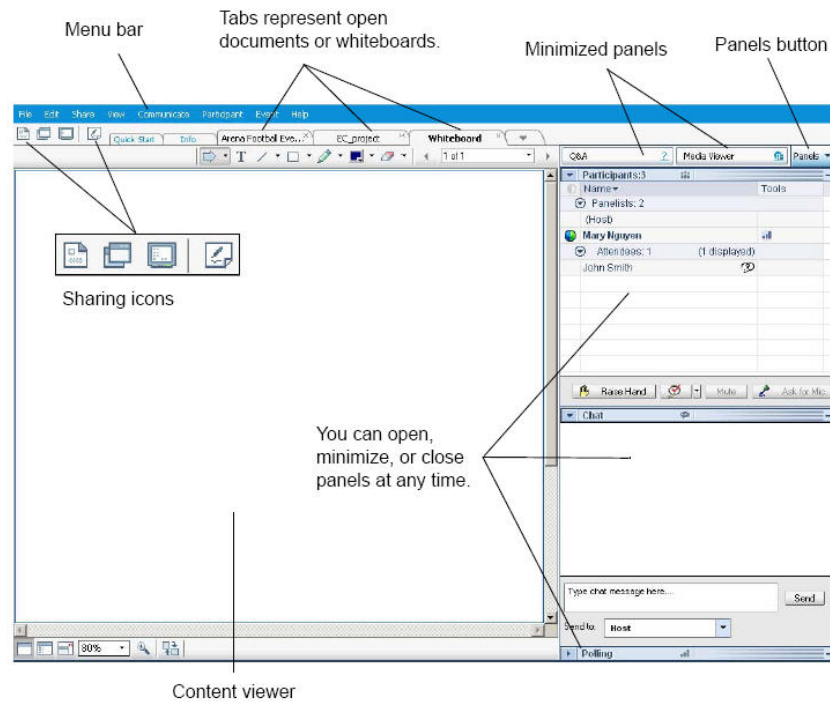 Menu bar
Tabs represent open
documents or whiteboards.
Minimized panels
Panels button
File Edit Share View Communicate Participant Event Help
Quick Start Info Arena Football Eve... EC_project Whiteboard
T 1 of 1
Q&A ? Media Viewer Panels
Participants:3
Name Tools
Panelists: 2
(Host)
Mary Nguyen
Attendees: 1 (1 displayed)
John Smith
Sharing icons
Raise Hand Mute Ask for Mic
Chat
You can open,
minimize, or close
panels at any time.
Type chat message here....
Send
Send to: Host
80%
Polling
Content viewer